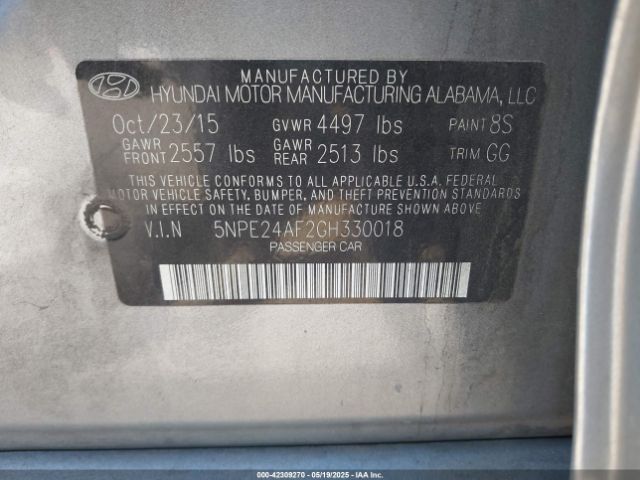 MANUFACTURED BY
HYUNDAI MOTOR MANUFACTURING ALABAMA, LLC
Oct/23/15 GVWR 4497 lbs PAINT 8S
GAWR FRONT 2557 lbs GAWR REAR 2513 lbs TRIM GG
THIS VEHICLE CONFORMS TO ALL APPLICABLE U.S.A. FEDERAL
MOTOR VEHICLE SAFETY, BUMPER, AND THEFT PREVENTION STANDARDS
IN EFFECT ON THE DATE OF MANUFACTURE SHOWN ABOVE.
V.I.N 5NPE24AF2GH330018
PASSENGER CAR
000-42309270 - 05/19/2025 - COPYRIGHT IAA, LLC.